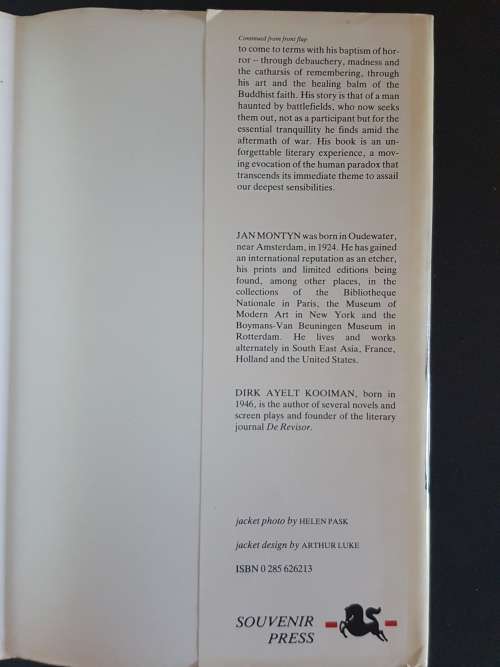 Continued from front flap
to come to terms with his baptism of hor-
ror – through debauchery, madness and
the catharsis of remembering, through
his art and the healing balm of the
Buddhist faith. His story is that of a man
haunted by battlefields, who now seeks
them out, not as a participant but for the
essential tranquillity he finds amid the
aftermath of war. His book is an un-
forgettable literary experience, a mov-
ing evocation of the human paradox that
transcends its immediate theme to assail
our deepest sensibilities.
JAN MONTYN was born in Oudewater,
near Amsterdam, in 1924. He has gained
an international reputation as an etcher,
his prints and limited editions being
found, among other places, in the
collections of the Bibliotheque
Nationale in Paris, the Museum of
Modern Art in New York and the
Boymans-Van Beuningen Museum in
Rotterdam. He lives and works
alternately in South East Asia, France,
Holland and the United States.
DIRK AYELT KOOIMAN, born in
1946, is the author of several novels and
screen plays and founder of the literary
journal De Revisor.
jacket photo by HELEN PASK
jacket design by ARTHUR LUKE
ISBN 0 285 626213
SOUVENIR
PRESS